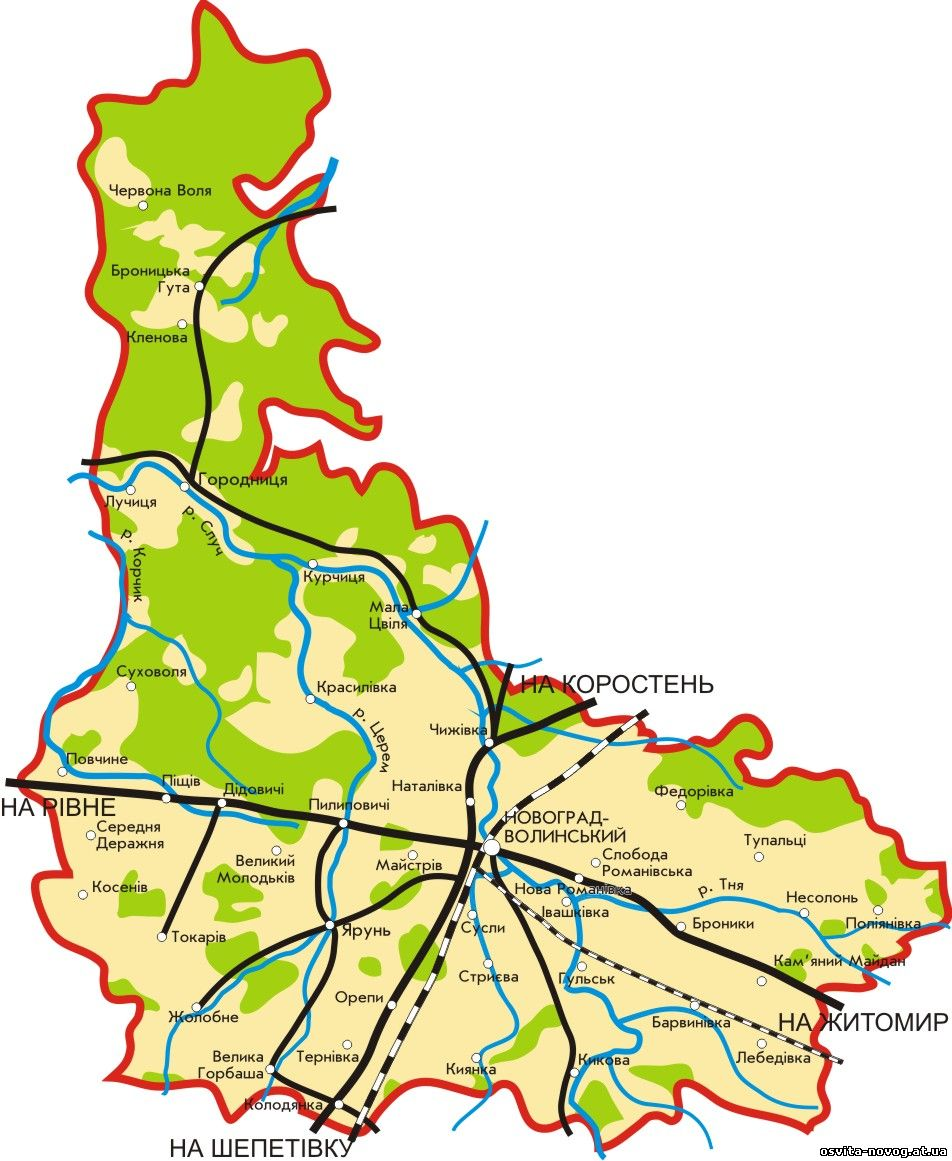 Червона Воля
Броницька
Гута
Кленова
Городниця
Лучиця
р. Случ
р. Корчик
Курчиця
Мала
Цвіля
Суховоля
Красилівка
НА КОРОСТЕНЬ
р. Церем
Чижівка
Повчине
Піщів
Дідовичі
Наталівка
Федорівка
НА РІВНЕ
Пилиповичі
НОВОГРАД-
ВОЛИНСЬКИЙ
Середня
Деражня
Тупальці
Великий
Молодьків
Майстрів
Слобода
Романівська
Косенів
Нова Романівка
р. Тня
Несолонь
Івашківка
Токарів
Ярунь
Сусли
Броники
Поліянівка
Кам'яний Майдан
Стриєва
Гульськ
Орепи
Жолобне
Барвинівка
НА ЖИТОМИР
Велика
Горбаша
Тернівка
Киянка
Кикова
Лебедівка
Колодянка
НА ШЕПЕТІВКУ
osvita-novog.at.ua